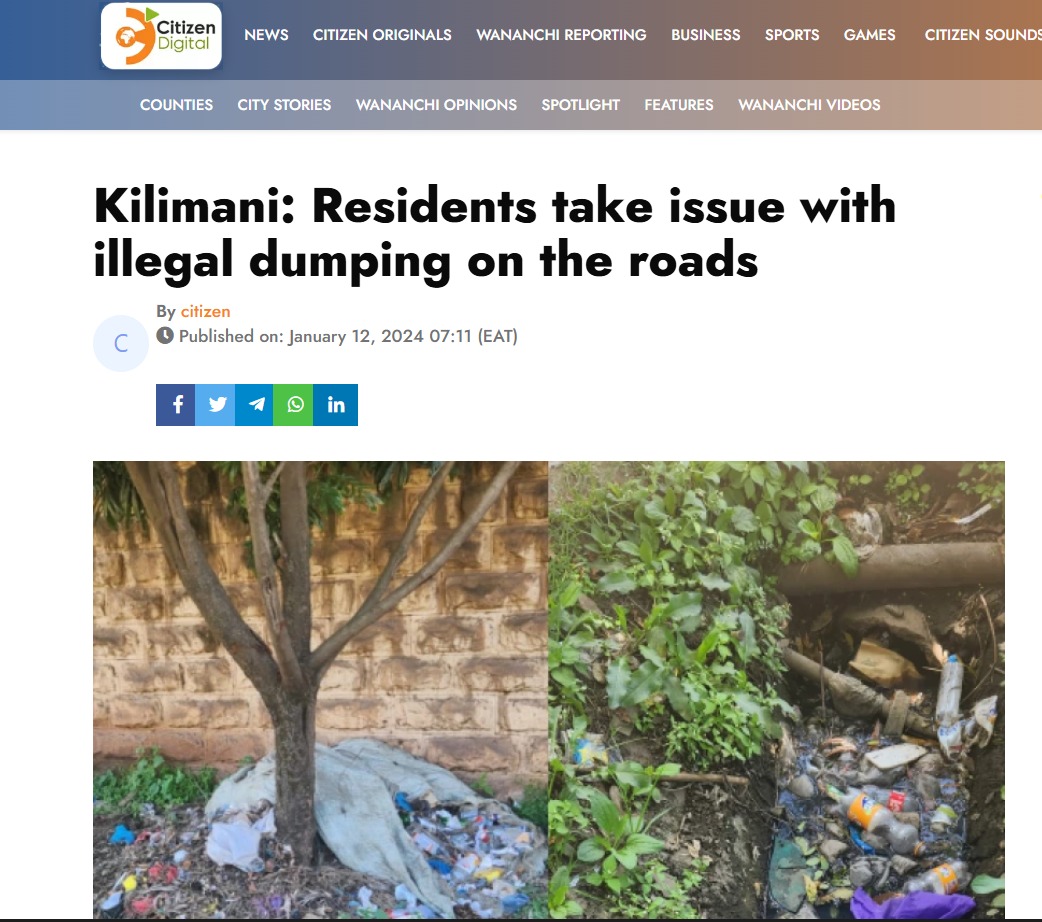 Citizen
Digital
NEWS CITIZEN ORIGINALS WANANCHI REPORTING BUSINESS SPORTS GAMES CITIZEN SOUNDS
COUNTIES CITY STORIES WANANCHI OPINIONS SPOTLIGHT FEATURES WANANCHI VIDEOS
Kilimani: Residents take issue with
illegal dumping on the roads
By citizen
C
Published on: January 12, 2024 07:11 (EAT)